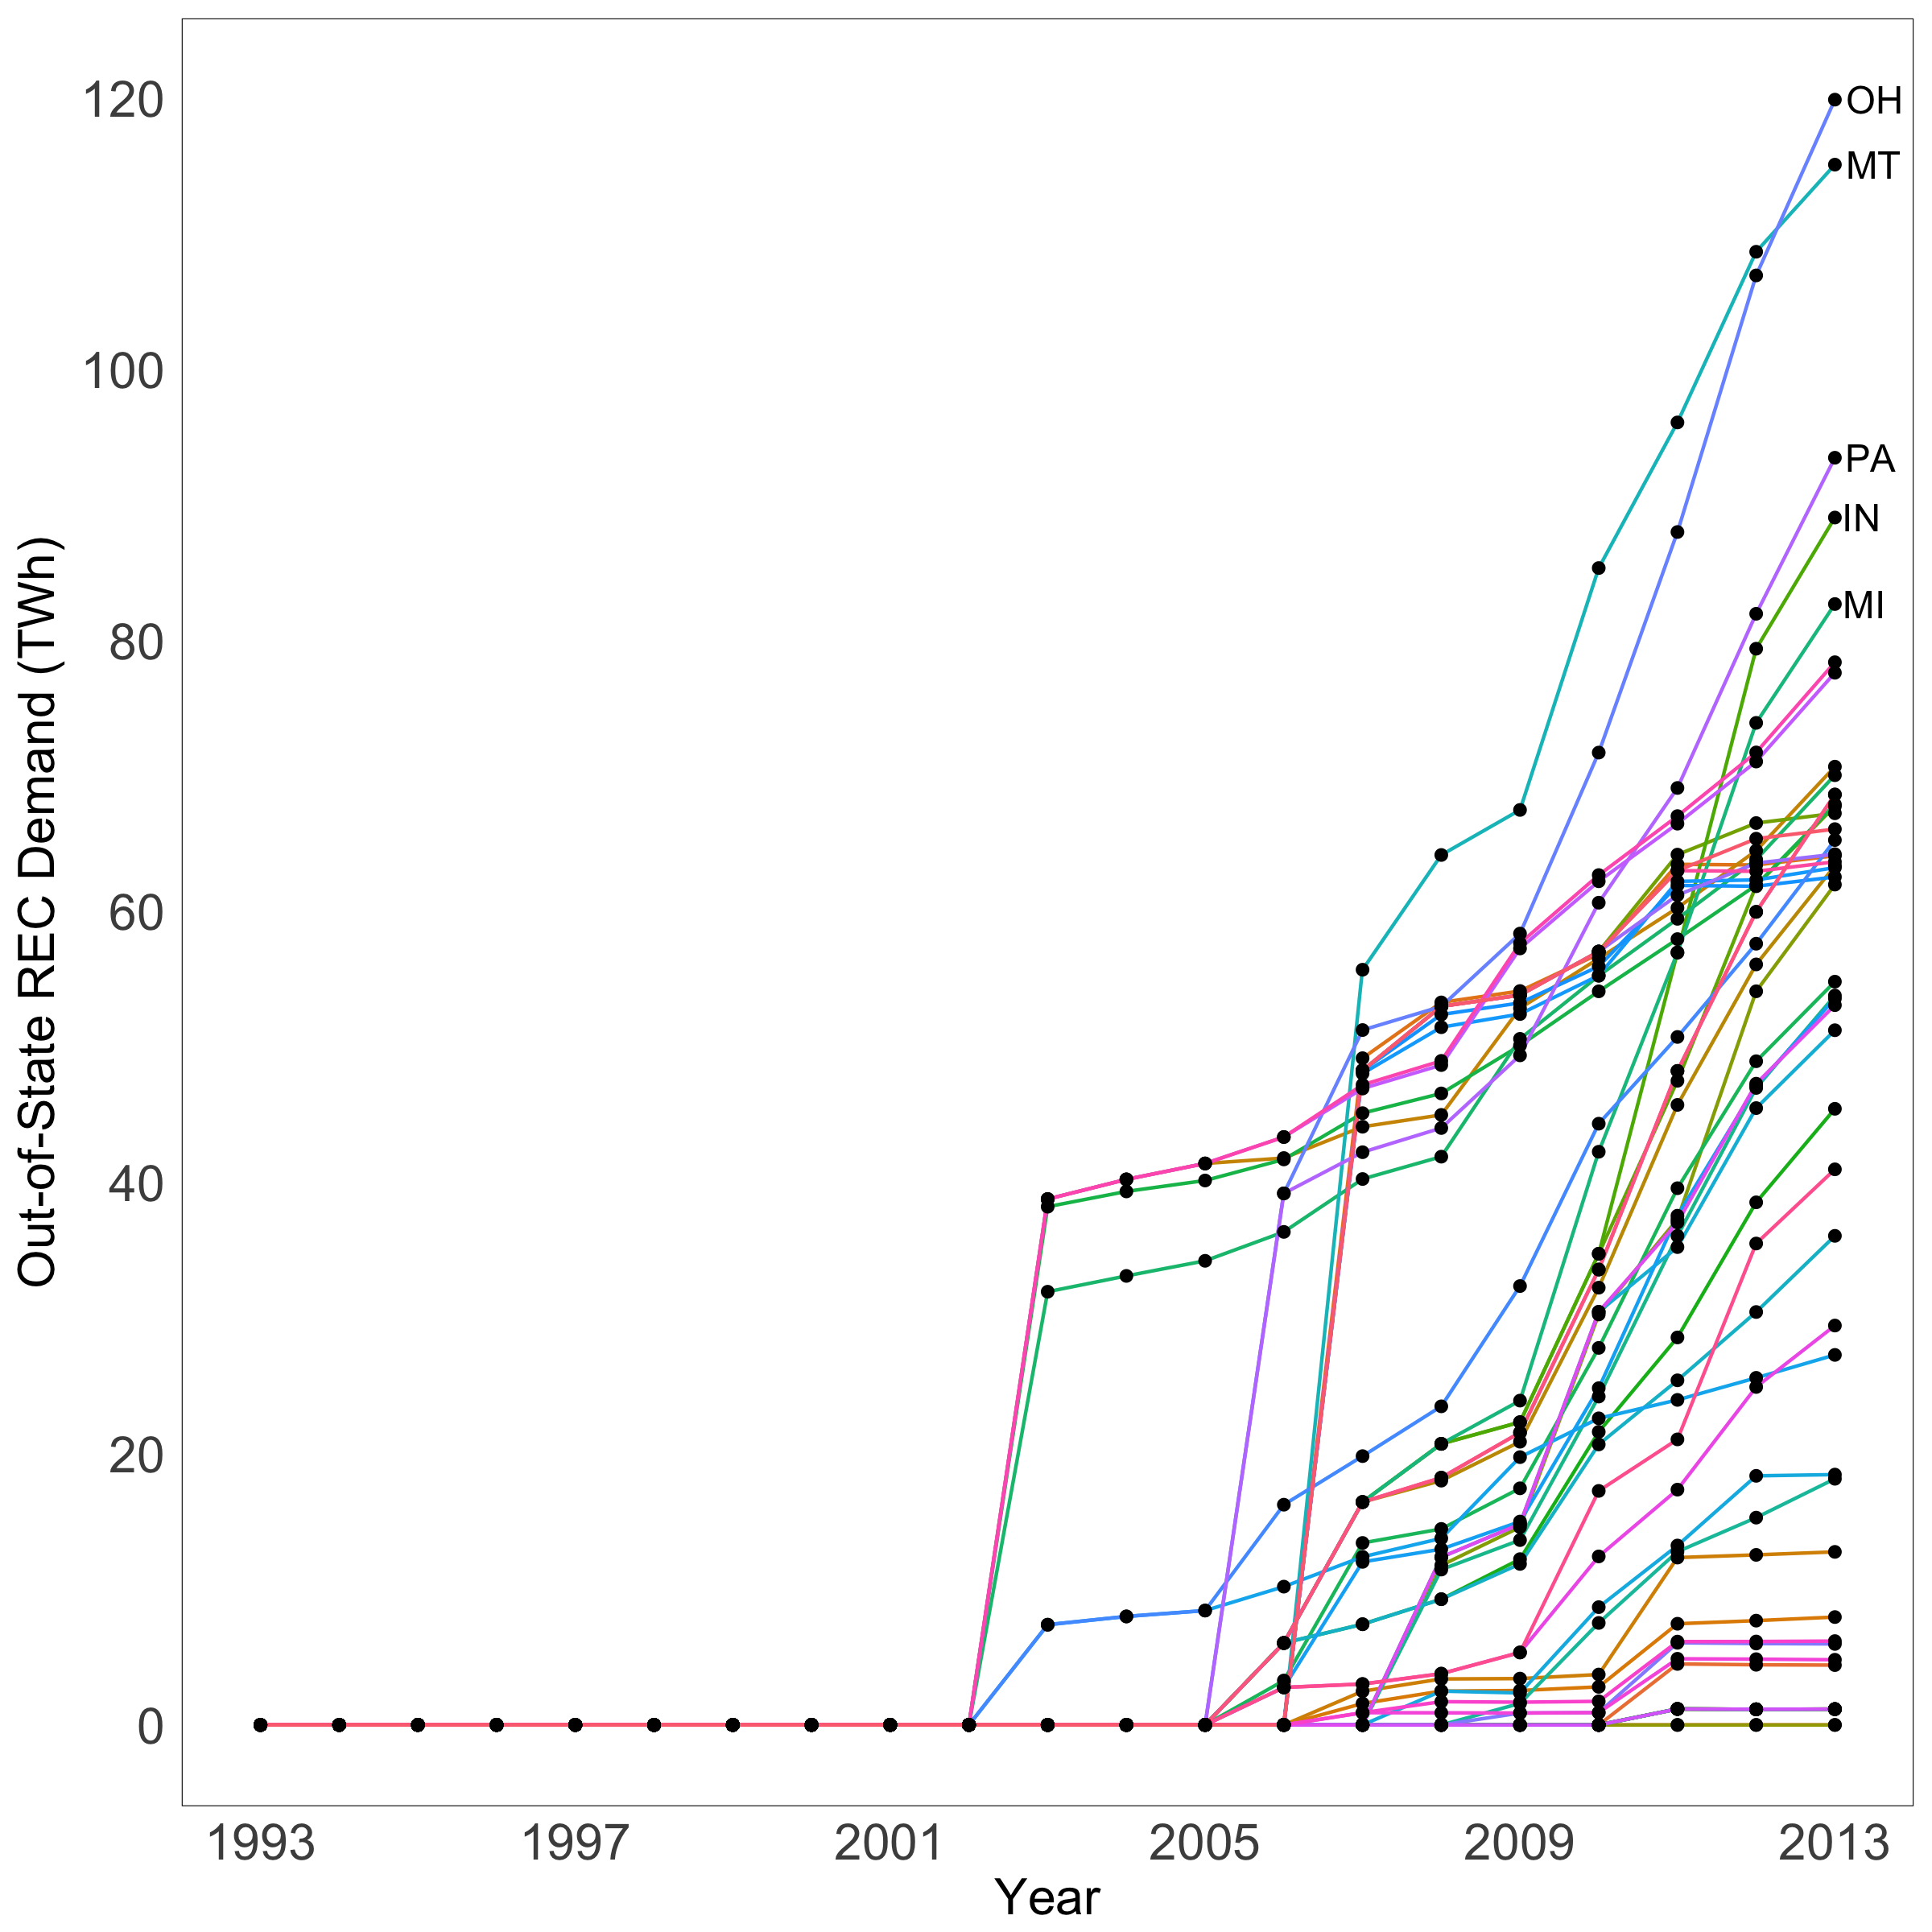 Out-of-State REC Demand (TWh)
120
100
80
60
40
20
0
OH
MT
PA
IN
MI
1993 1997 2001 2005 2009 2013
Year